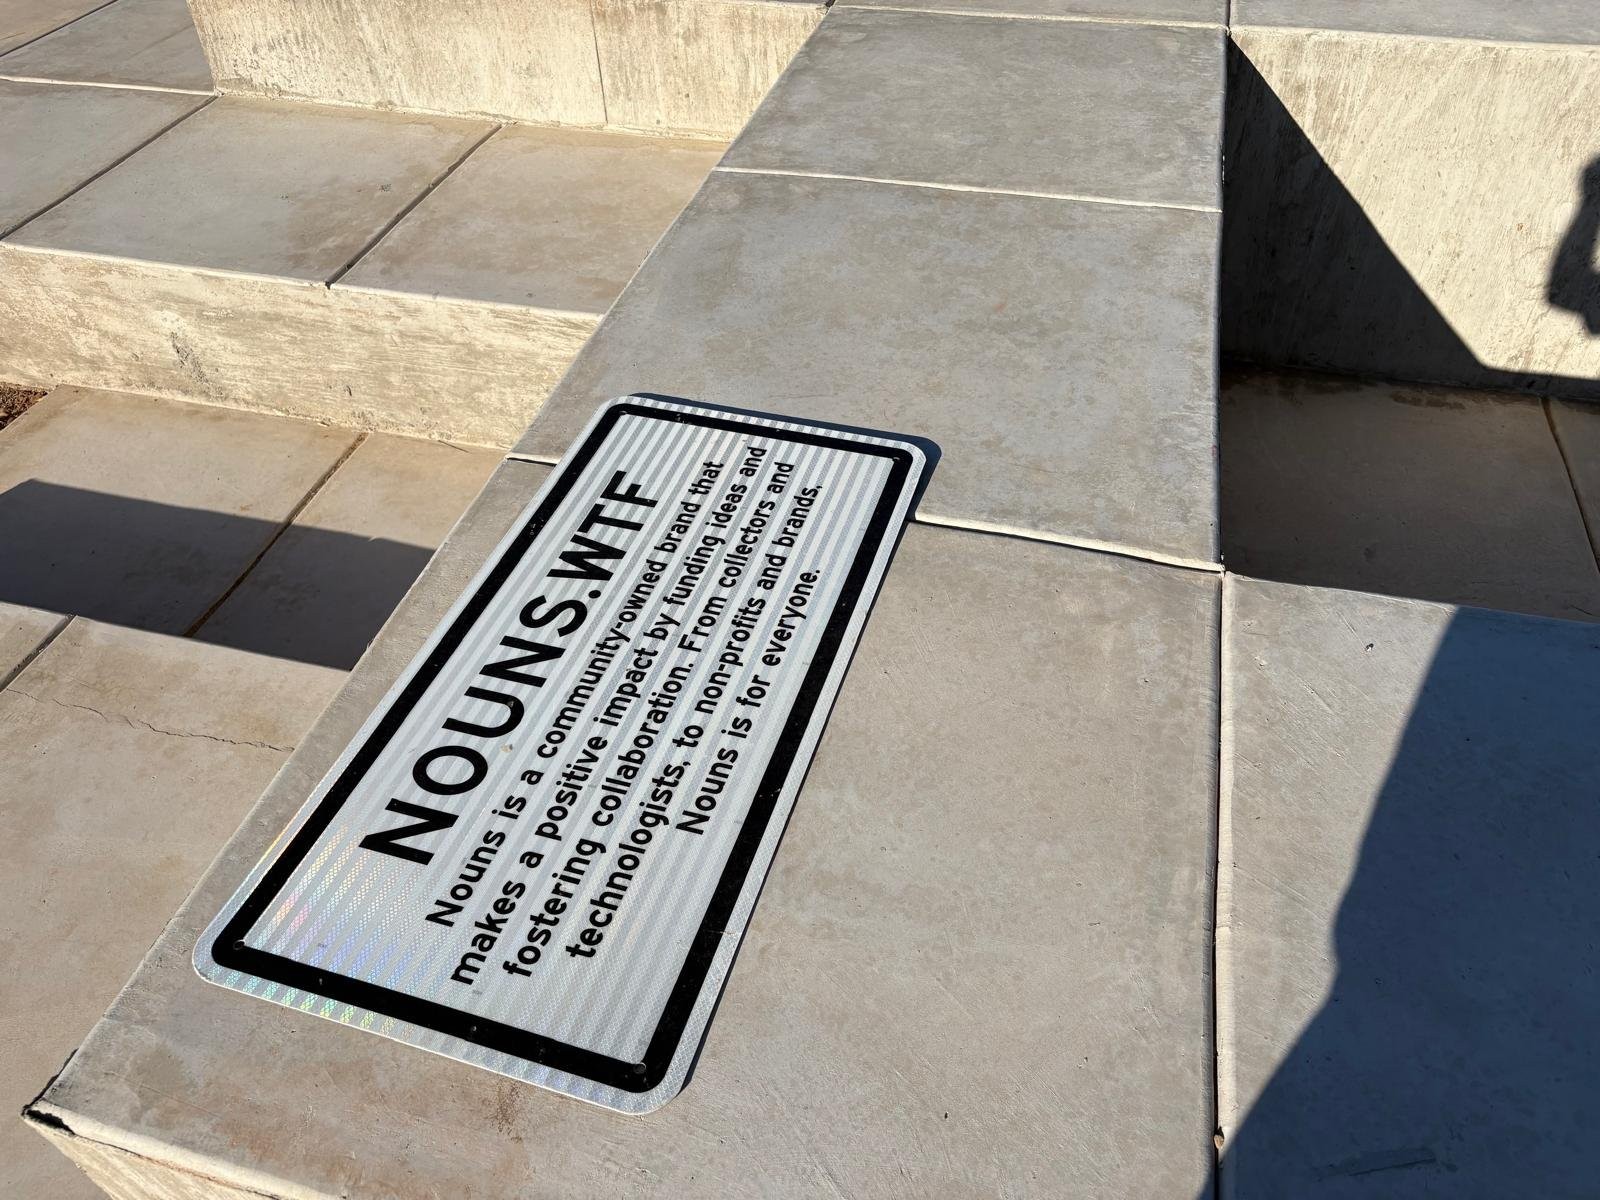 NOUNS.WTF
Nouns is a community-owned brand that
makes a positive impact by funding ideas and
fostering collaboration. From collectors and
technologists, to non-profits and brands,
Nouns is for everyone.